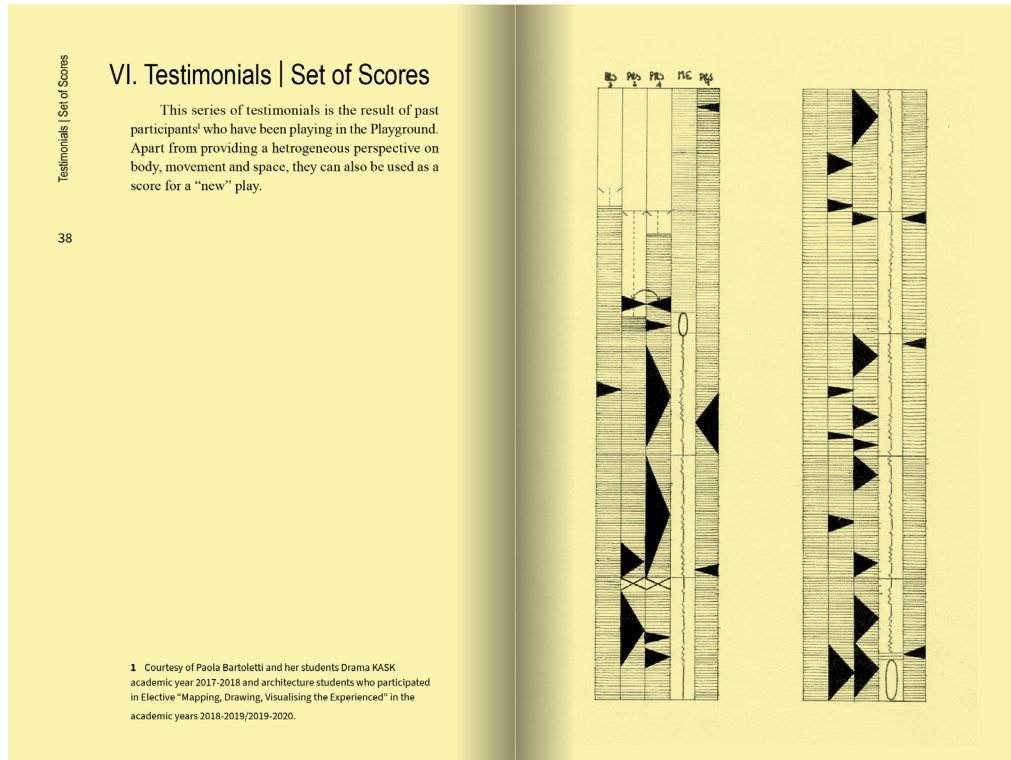 Testimonials | Set of Scores
38
VI. Testimonials | Set of Scores
This series of testimonials is the result of past
participants¹ who have been playing in the Playground.
Apart from providing a hetrogeneous perspective on
body, movement and space, they can also be used as a
score for a “new” play.
1 Courtesy of Paola Bartoletti and her students Drama KASK
academic year 2017-2018 and architecture students who participated
in Elective “Mapping, Drawing, Visualising the Experienced” in the
academic years 2018-2019/2019-2020.
ME